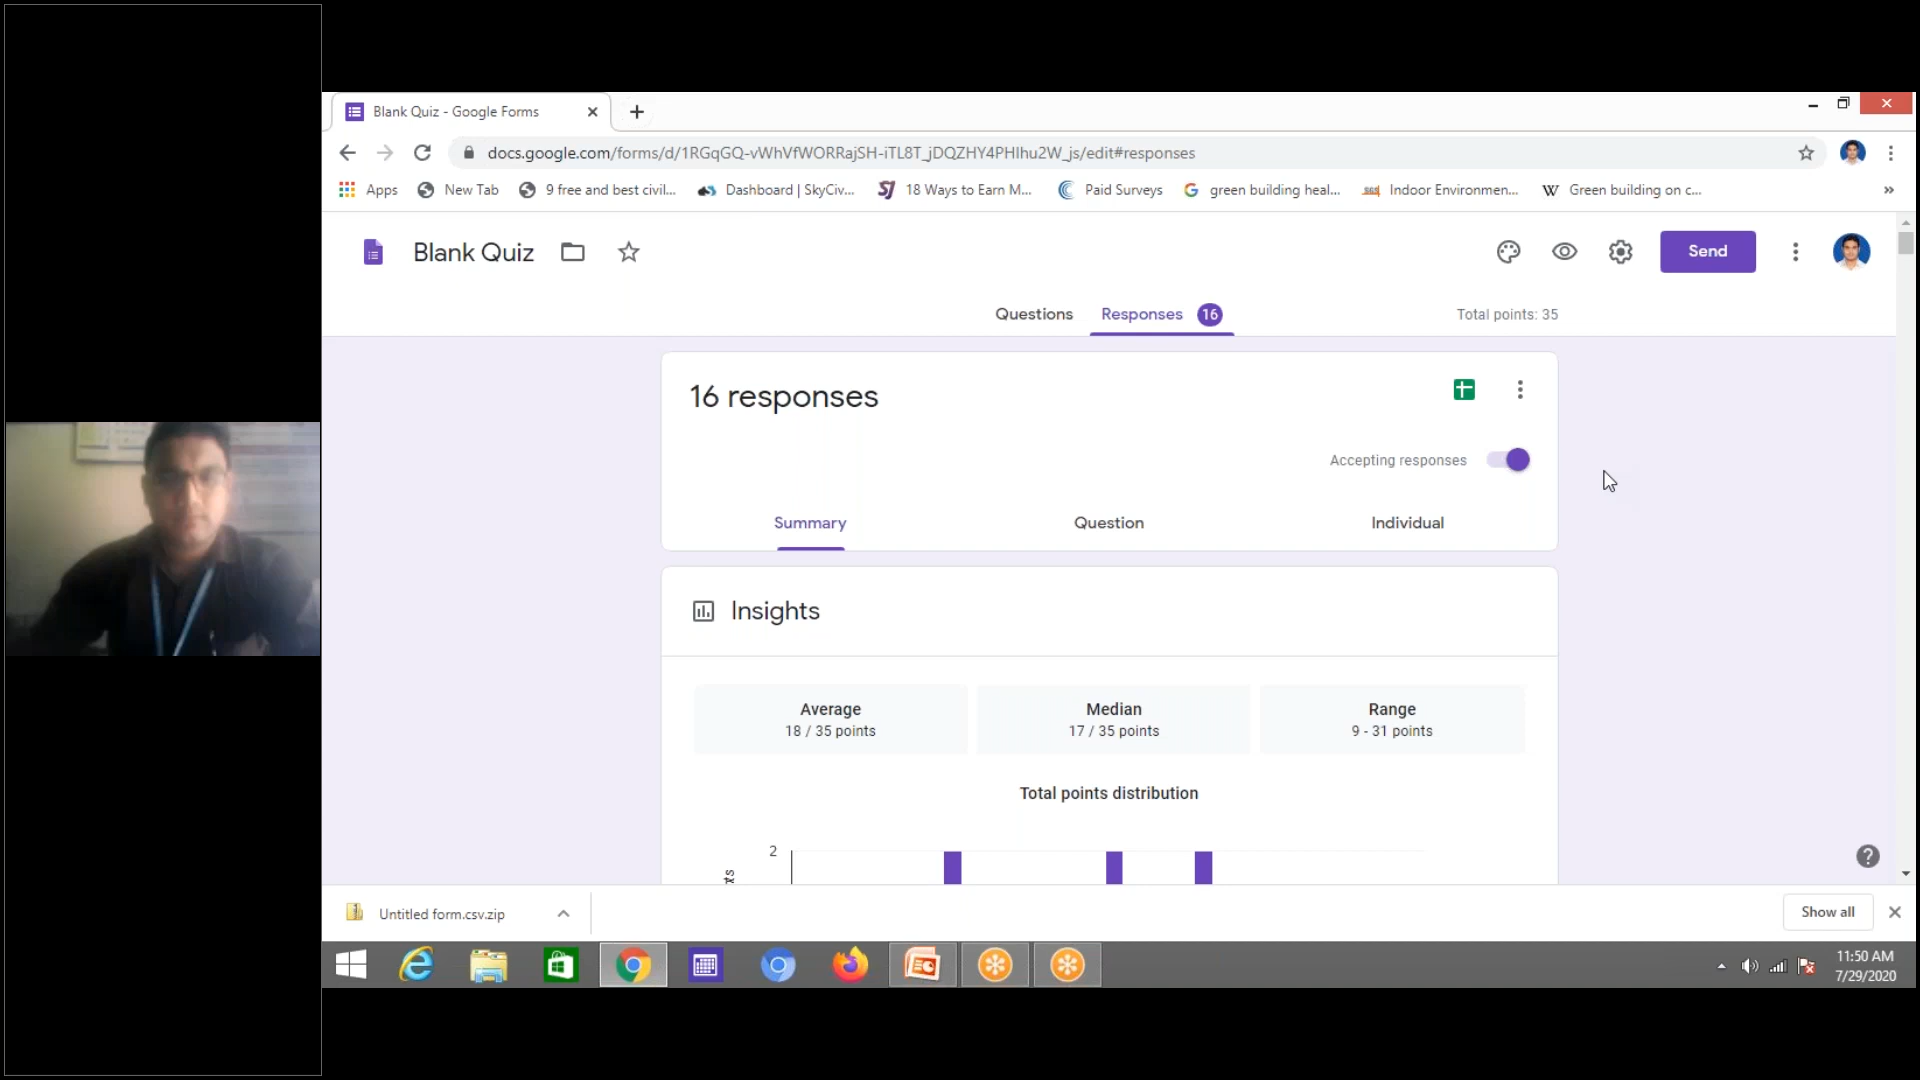 Blank Quiz - Google Forms
docs.google.com/forms/d/1RGqGQ-vWhVfWORRajSH-iTL8T_jDQZHY4PHIhu2W_js/edit#responses
Apps New Tab 9 free and best civil... Dashboard | SkyCiv... 18 Ways to Earn M... Paid Surveys green building heal... Indoor Environmen... Green building on c... »
Blank Quiz Send
Questions Responses 16 Total points: 35
16 responses
Accepting responses
Summary Question Individual
Insights
Average Median Range
18 / 35 points 17 / 35 points 9 - 31 points
Total points distribution
2
Untitled form.csv.zip Show all
11:50 AM
7/29/2020